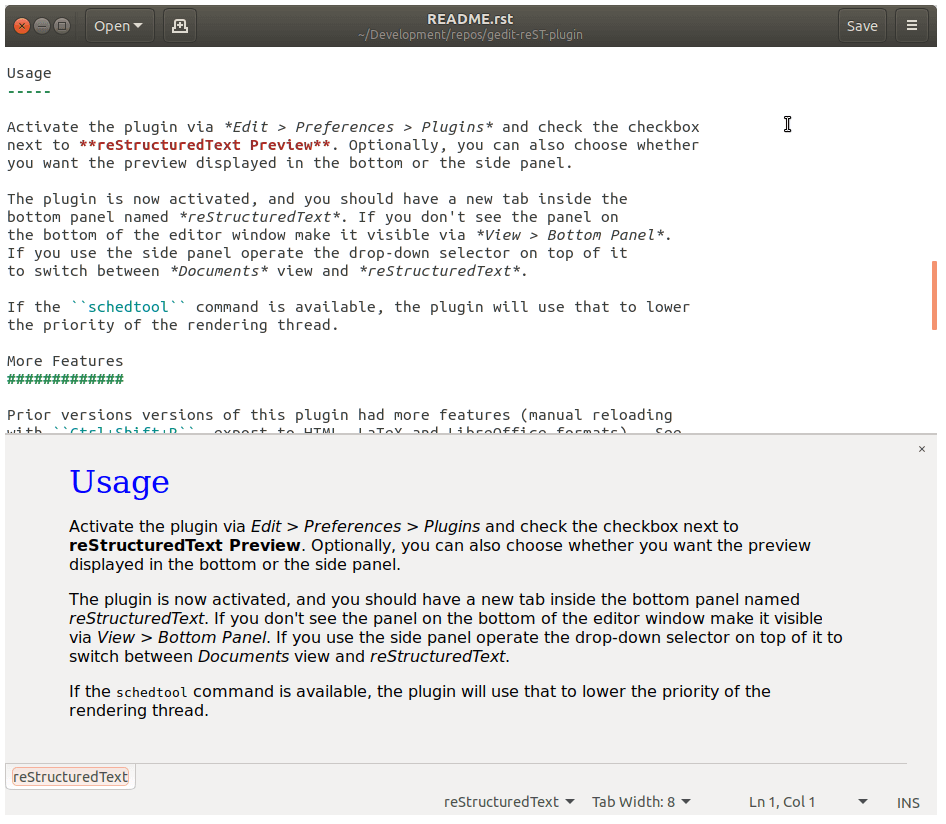 README.rst
Open
~/Development/repos/gedit-reST-plugin
Save
Usage
-----
Activate the plugin via *Edit > Preferences > Plugins* and check the checkbox
next to **reStructuredText Preview**. Optionally, you can also choose whether
you want the preview displayed in the bottom or the side panel.
The plugin is now activated, and you should have a new tab inside the
bottom panel named *reStructuredText*. If you don't see the panel on
the bottom of the editor window make it visible via *View > Bottom Panel*.
If you use the side panel operate the drop-down selector on top of it
to switch between *Documents* view and *reStructuredText*.
If the ``schedtool`` command is available, the plugin will use that to lower
the priority of the rendering thread.
More Features
#############
Prior versions versions of this plugin had more features (manual reloading
with ``Ctrl+Shift+R``, export to HTML, LaTeX and LibreOffice formats). See
Usage
Activate the plugin via Edit > Preferences > Plugins and check the checkbox next to
reStructuredText Preview. Optionally, you can also choose whether you want the preview
displayed in the bottom or the side panel.
The plugin is now activated, and you should have a new tab inside the bottom panel named
reStructuredText. If you don't see the panel on the bottom of the editor window make it visible
via View > Bottom Panel. If you use the side panel operate the drop-down selector on top of it to
switch between Documents view and reStructuredText.
If the schedtool command is available, the plugin will use that to lower the priority of the
rendering thread.
reStructuredText
reStructuredText Tab Width: 8 Ln 1, Col 1 INS